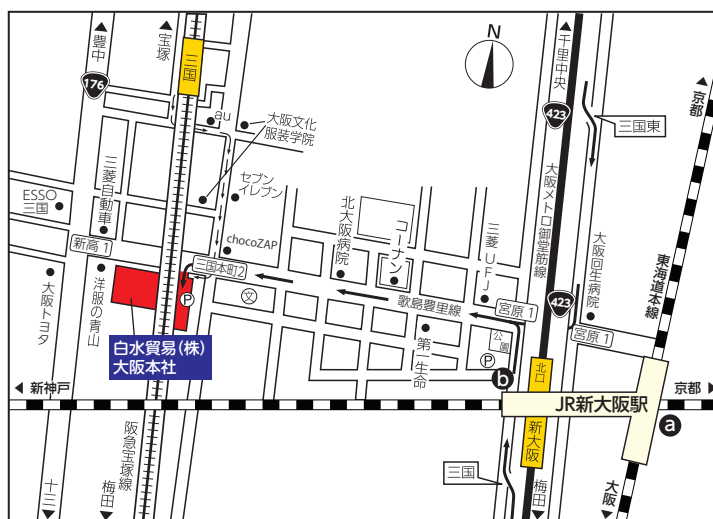 豊中
宝塚
176
三国
N
千里中央
423
三国東
京都
au
大阪文化
服装学院
セブン
イレブン
ESSO
三国
三菱自動車
新高1
chocoZAP
三国本町2
北大阪病院
コーナン
三菱UFJ
大阪メトロ御堂筋線
大阪回生病院
東海道本線
大阪トヨタ
洋服の青山
P
文
歌島豊里線
宮原1
423
宮原1
第一生命
公園
P
白水貿易(株)
大阪本社
北口
b
新神戸
JR新大阪駅
京都
新大阪
a
阪急宝塚線
三国
十三
梅田
梅田
大阪